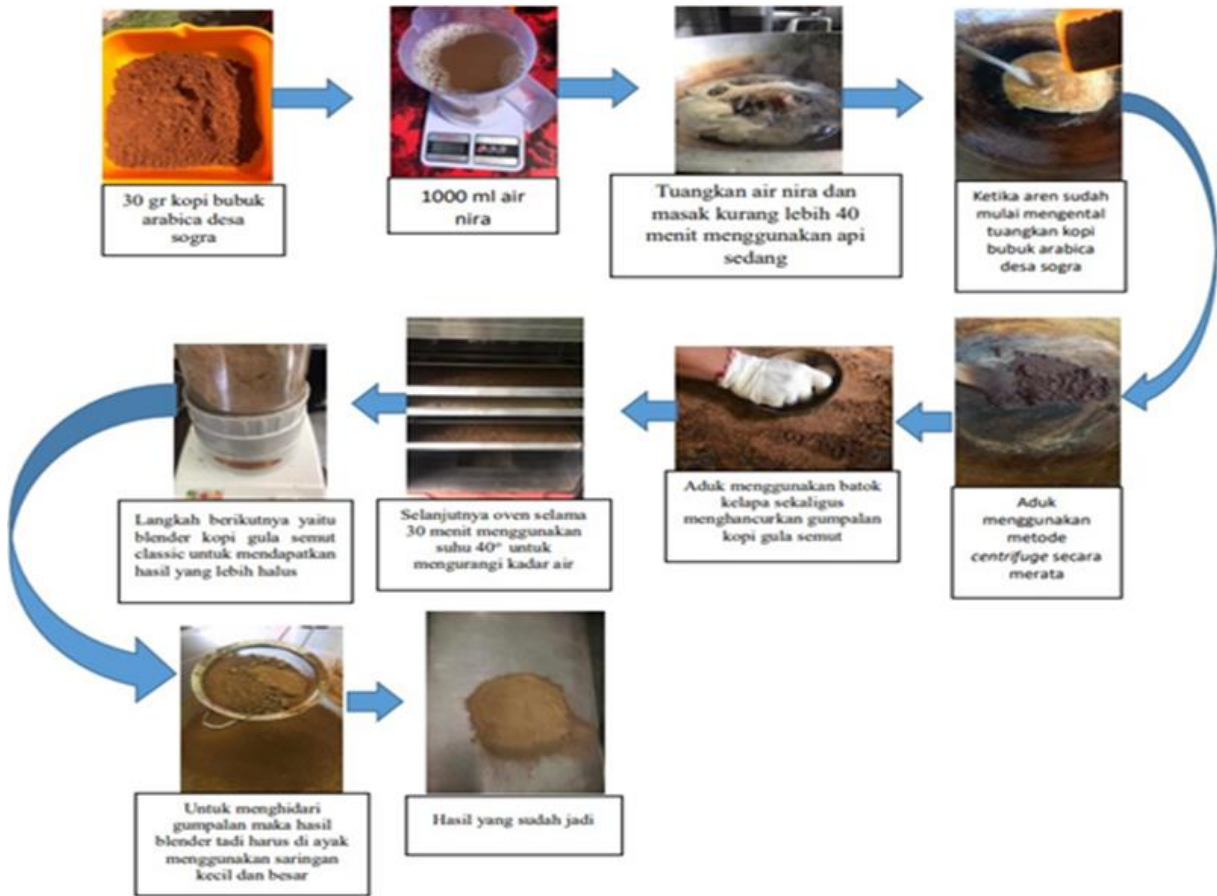 30 gr kopi bubuk
arabica desa
sogra
1000 ml air
nira
Tuangkan air nira dan
masak kurang lebih 40
menit menggunakan api
sedang
Ketika aren sudah
mulai mengental
tuangkan kopi
bubuk arabica
desa sogra
Aduk
menggunakan
metode
centrifuge secara
merata
Aduk menggunakan batok
kelapa sekaligus
menghancurkan gumpalan
kopi gula semut
Selanjutnya oven selama
30 menit menggunakan
suhu 40° untuk
mengurangi kadar air
Langkah berikutnya yaitu
blender kopi gula semut
classic untuk mendapatkan
hasil yang lebih halus
Untuk menghidari
gumpalan maka hasil
blender tadi harus di ayak
menggunakan saringan
kecil dan besar
Hasil yang sudah jadi